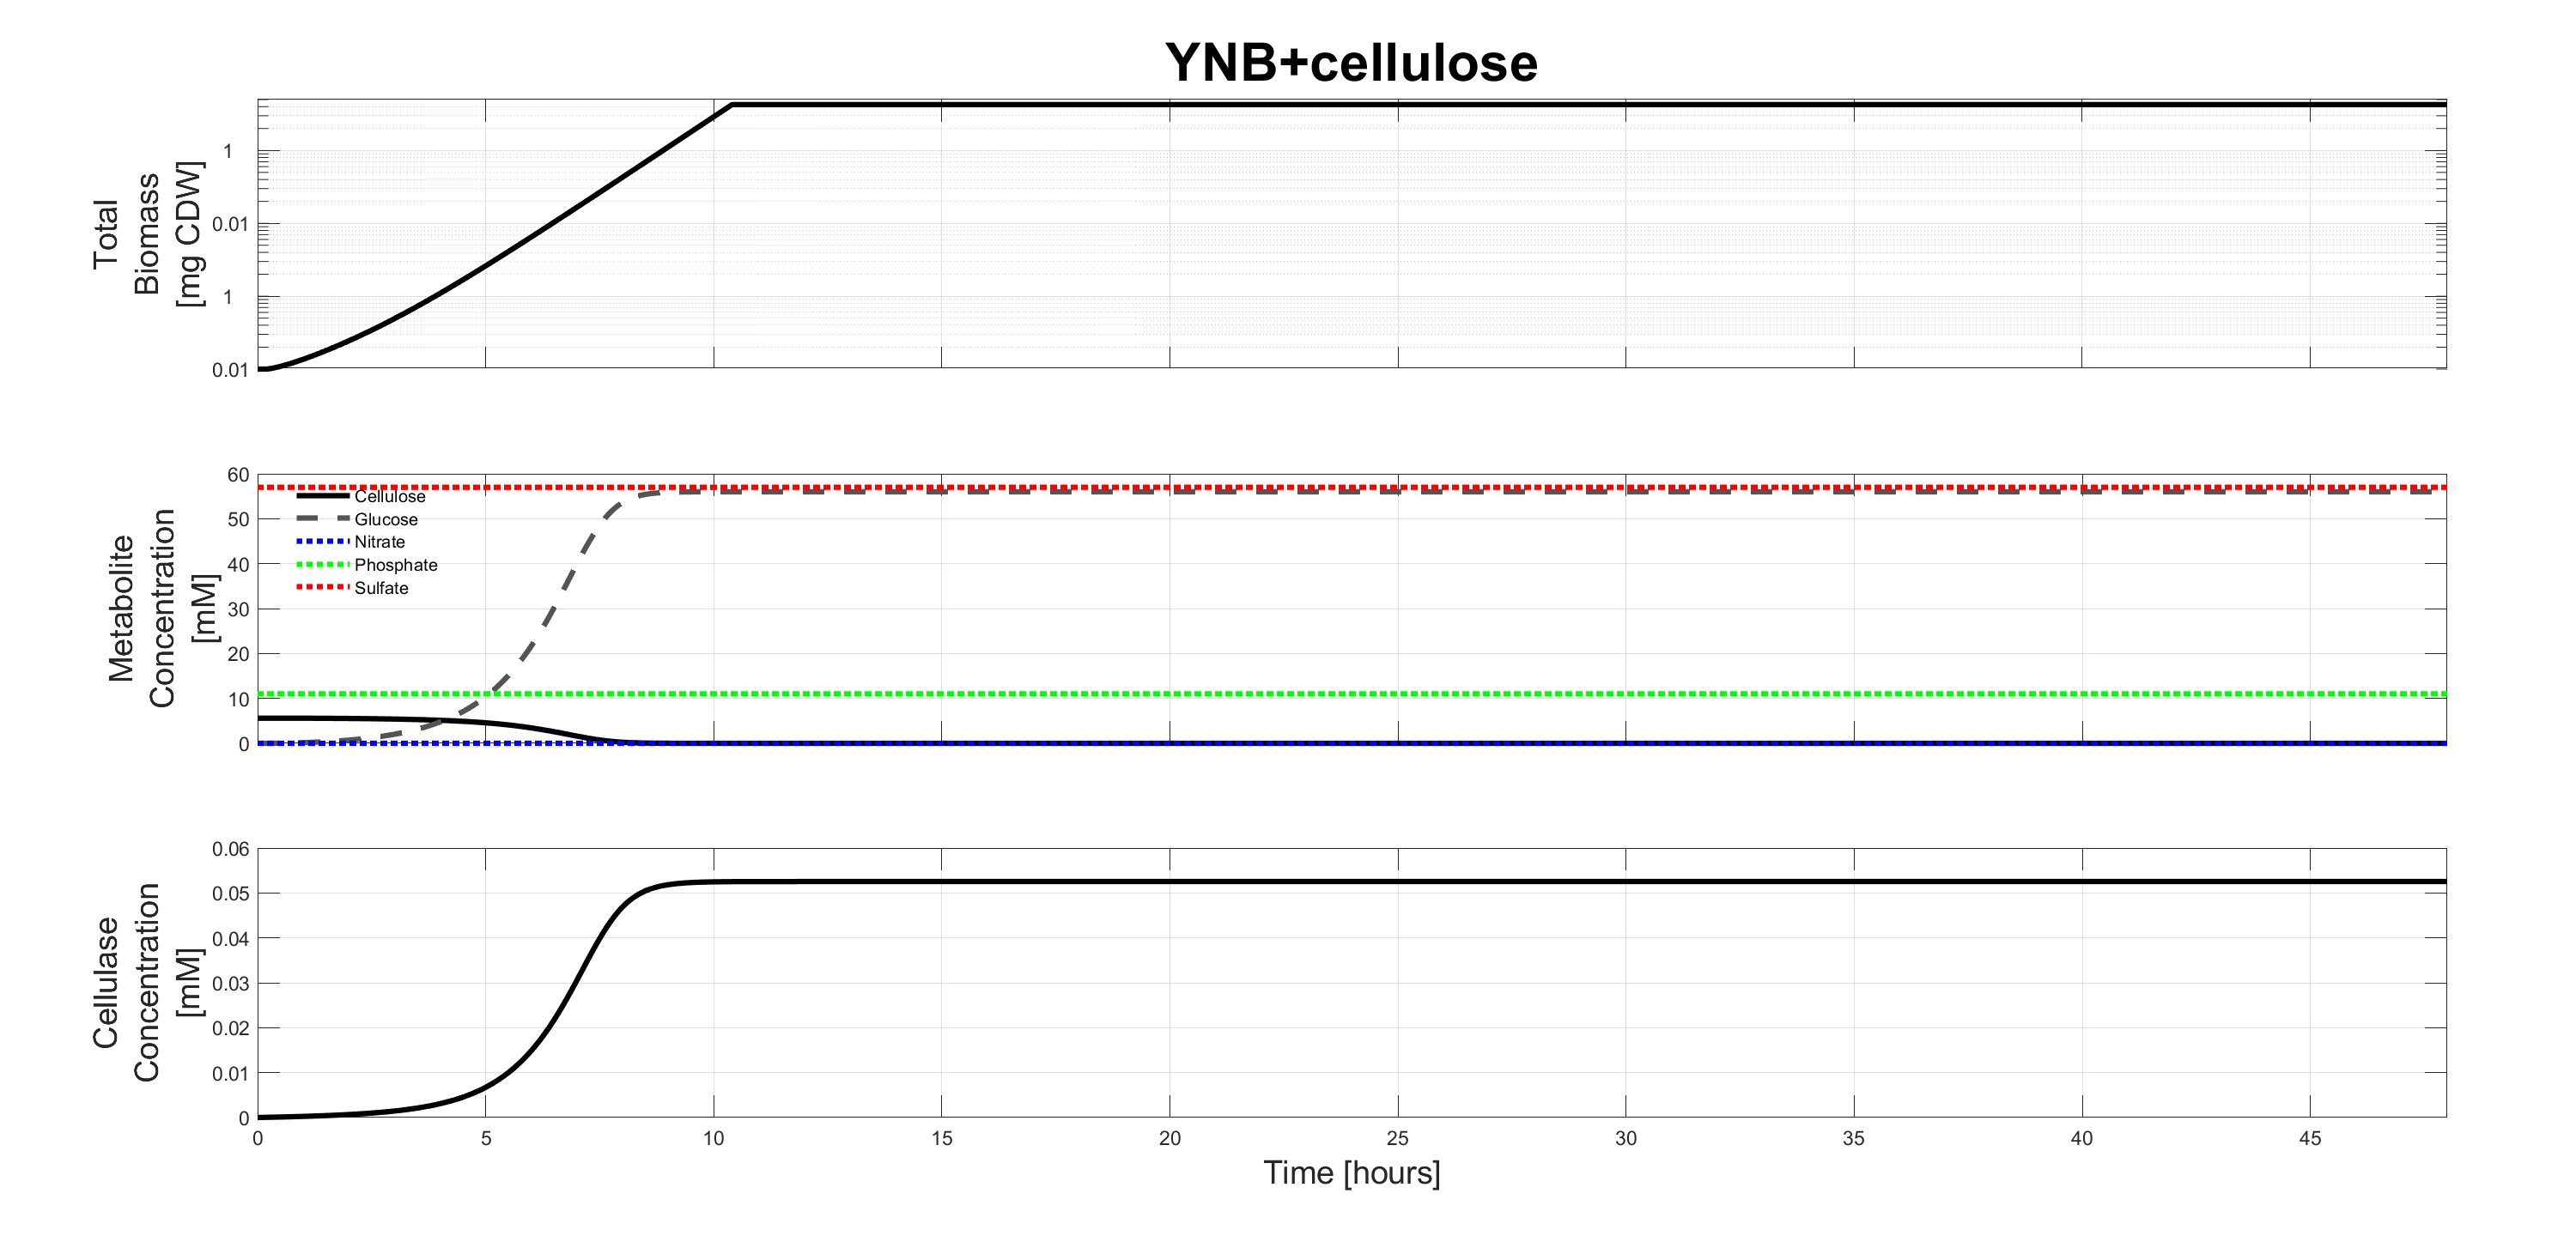 YNB+cellulose
Total
Biomass
[mg CDW]
1
0.01
1
0.01
Metabolite
Concentration
[mM]
60
50
40
30
20
10
0
Cellulose
Glucose
Nitrate
Phosphate
Sulfate
Cellulase
Concentration
[mM]
0.06
0.05
0.04
0.03
0.02
0.01
0
0 5 10 15 20 25 30 35 40 45
Time [hours]